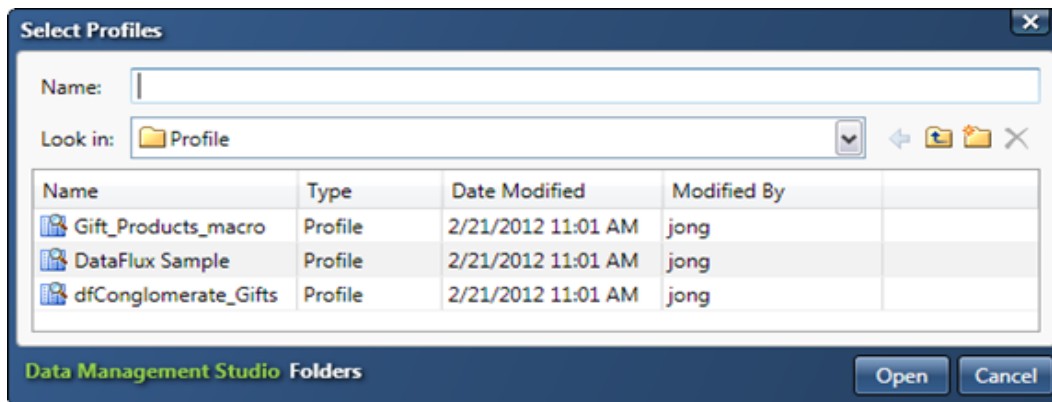 Select Profiles
Name:
Look in: Profile
Name Type Date Modified Modified By
Gift_Products_macro Profile 2/21/2012 11:01 AM jong
DataFlux Sample Profile 2/21/2012 11:01 AM jong
dfConglomerate_Gifts Profile 2/21/2012 11:01 AM jong
Data Management Studio Folders Open Cancel